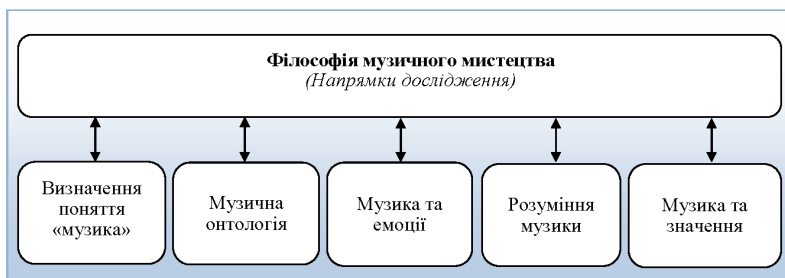 Філософія музичного мистецтва
(Напрямки дослідження)
Визначення
поняття
«музика»
Музична
онтологія
Музика та
емоції
Розуміння
музики
Музика та
значення